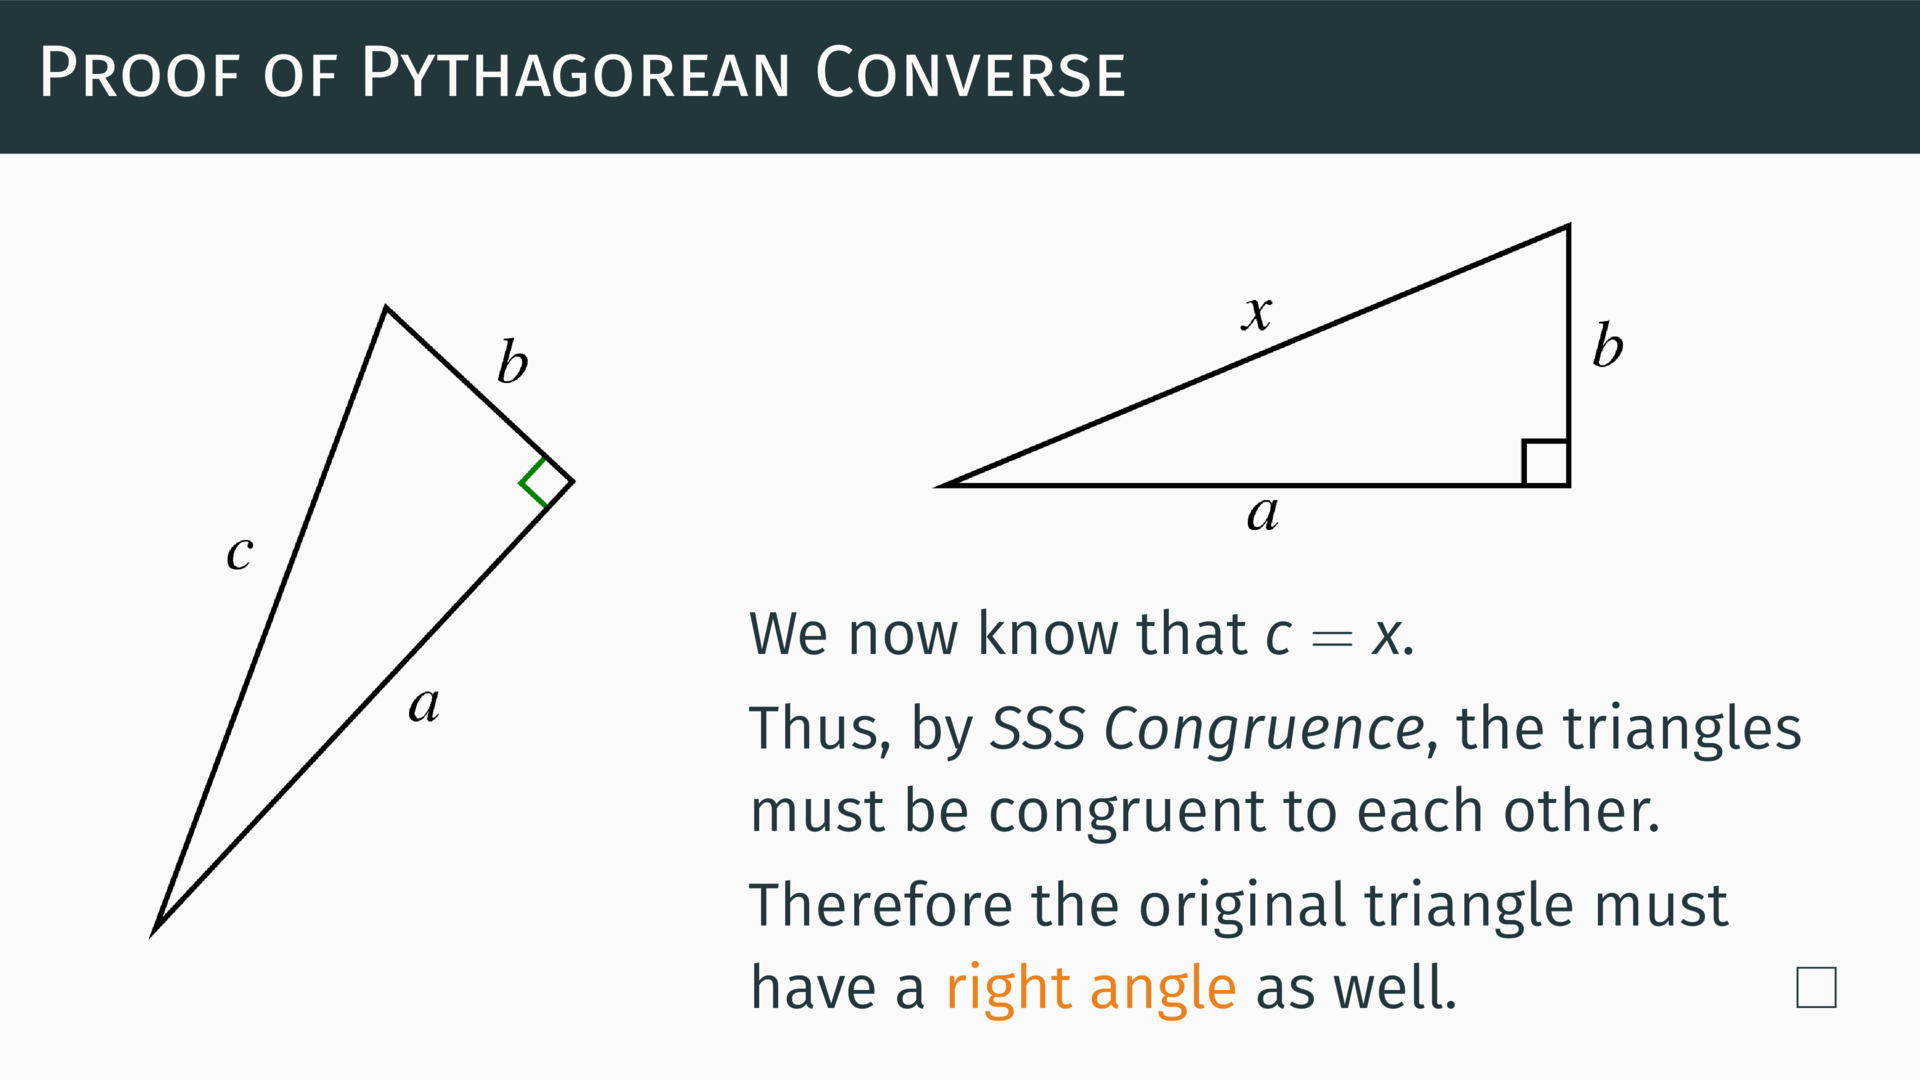 Proof of Pythagorean Converse
x
b
b
a
c
a
We now know that c = x.
Thus, by SSS Congruence, the triangles
must be congruent to each other.
Therefore the original triangle must
have a right angle as well. □